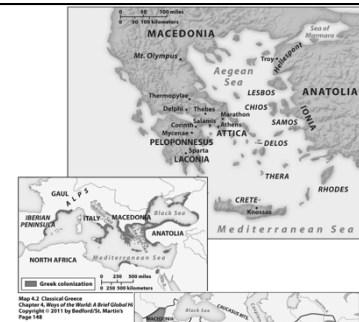 0 50 100 miles
0 50 100 kilometers
MACEDONIA
Sea of
Marmara
Mt. Olympus
Hellespont
Troy
Aegean
Sea
LESBOS
ANATOLIA
Thermopylae
CHIOS
Delphi
Thebes
Marathon
IONIA
Salamis
Athens
SAMOS
Corinth
ATTICA
Mycenae
DELOS
PELOPONNESUS
Sparta
LACONIA
THERA
RHODES
CRETE
Knossos
Mediterranean Sea
GAUL
ALPS
IBERIAN
PENINSULA
ITALY
MACEDONIA
Black Sea
ANATOLIA
NORTH AFRICA
Mediterranean Sea
Greek colonization
0 250 500 miles
0 250 500 kilometers
Map 4.2 Classical Greece
Chapter 4, Ways of the World: A Brief Global Hi
Copyright © 2011 by Bedford/St. Martin's
Page 148
Black Sea
CAUCASUS MTS.
MACEDONIA